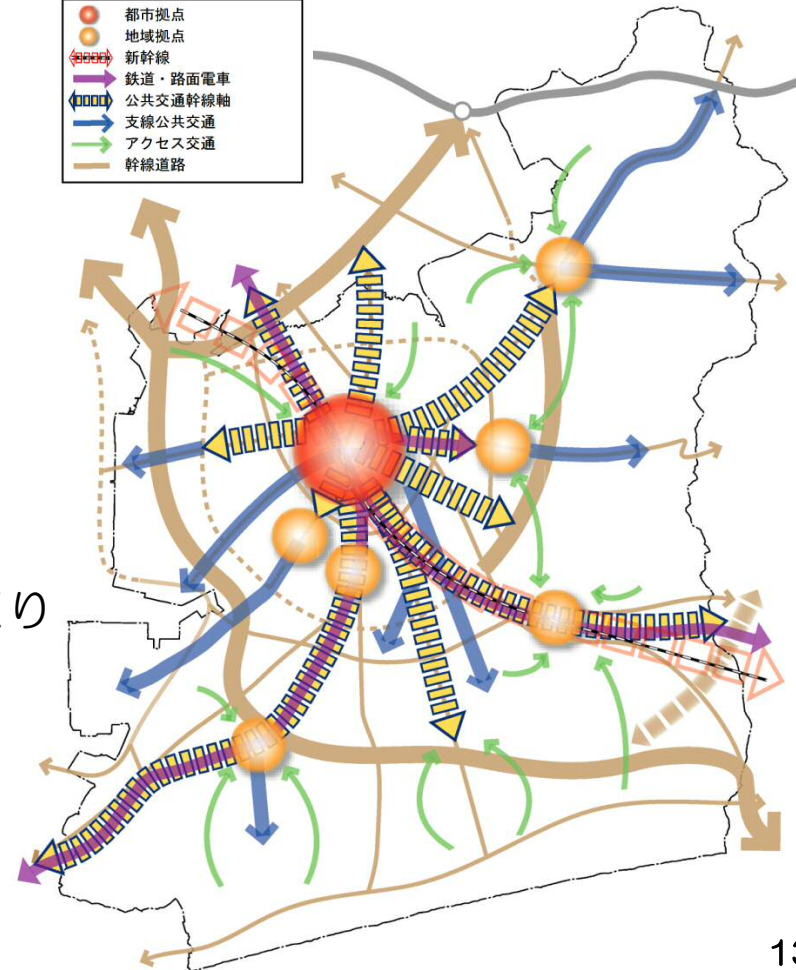 都市拠点
地域拠点
新幹線
鉄道・路面電車
公共交通幹線軸
支線公共交通
アクセス交通
幹線道路
り
13